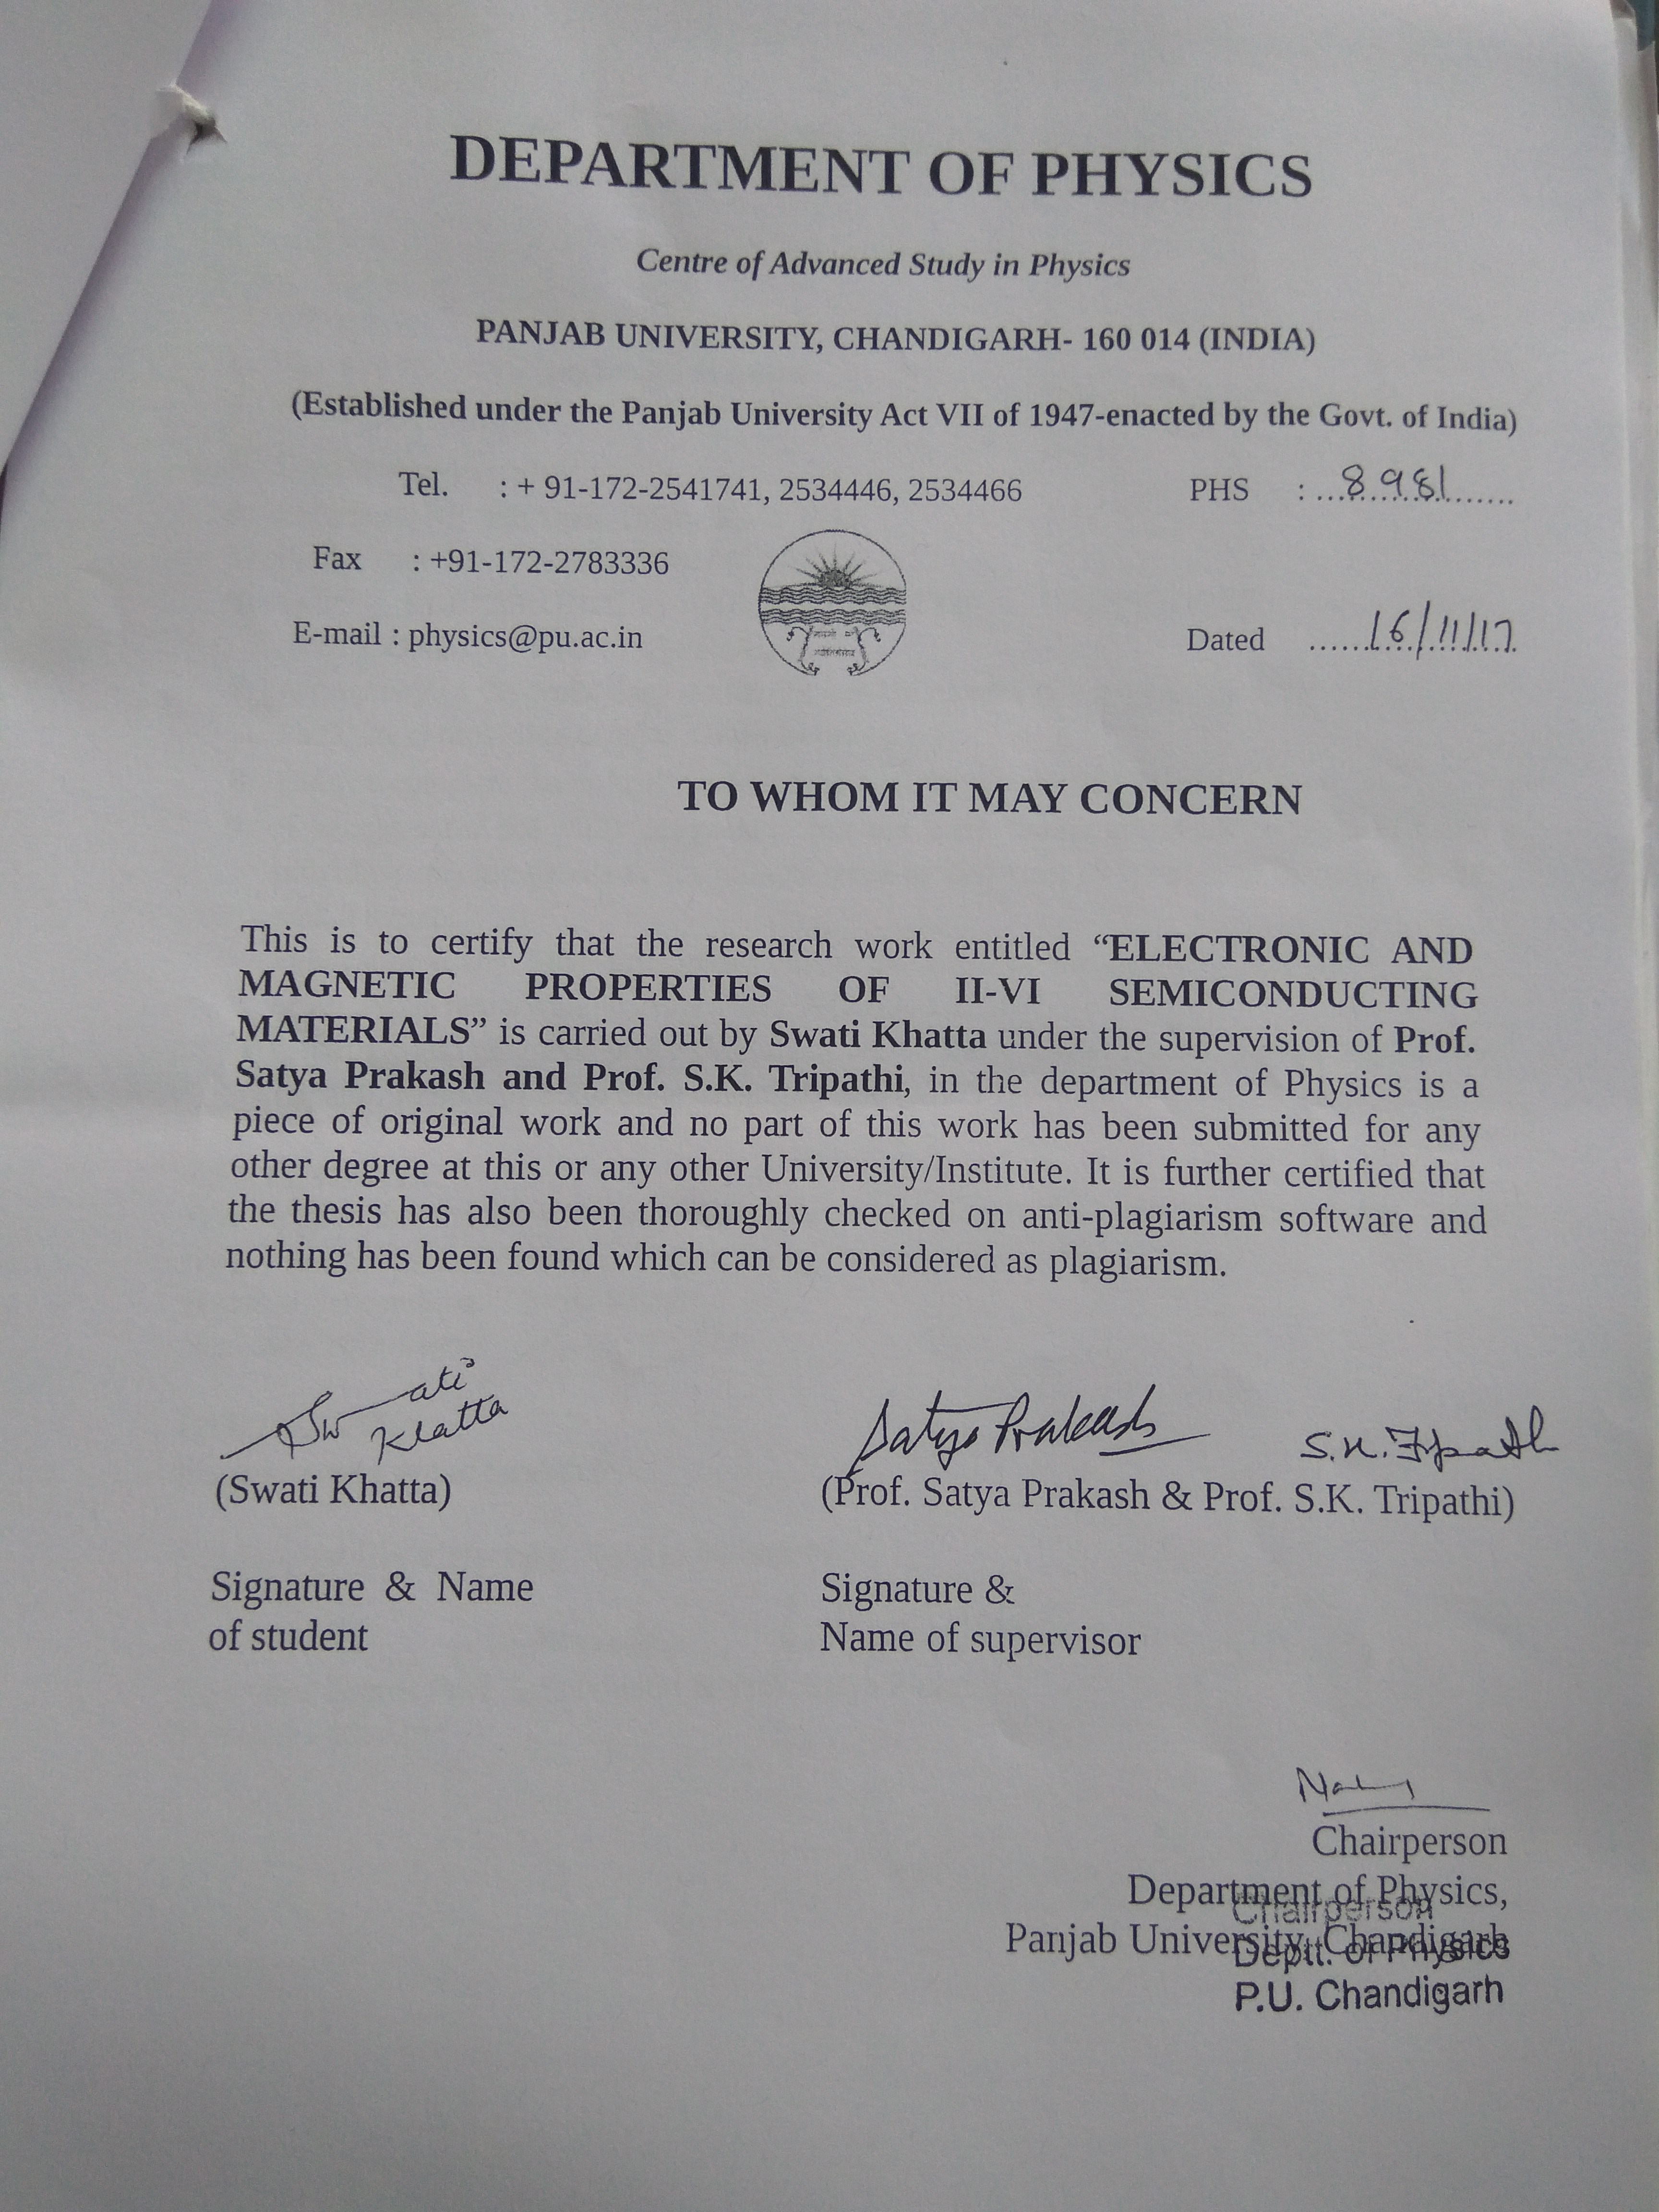 DEPARTMENT OF PHYSICS
Centre of Advanced Study in Physics
PANJAB UNIVERSITY, CHANDIGARH- 160 014 (INDIA)
(Established under the Panjab University Act VII of 1947-enacted by the Govt. of India)
Tel. : + 91-172-2541741, 2534446, 2534466 PHS : ...8981.......
Fax : +91-172-2783336
E-mail : physics@pu.ac.in Dated ......16/11/17.
TO WHOM IT MAY CONCERN
This is to certify that the research work entitled “ELECTRONIC AND
MAGNETIC PROPERTIES OF II-VI SEMICONDUCTING
MATERIALS” is carried out by Swati Khatta under the supervision of Prof.
Satya Prakash and Prof. S.K. Tripathi, in the department of Physics is a
piece of original work and no part of this work has been submitted for any
other degree at this or any other University/Institute. It is further certified that
the thesis has also been thoroughly checked on anti-plagiarism software and
nothing has been found which can be considered as plagiarism.
Swati
Khatta
Satya Prakash S.K. Tripathi
(Swati Khatta) (Prof. Satya Prakash & Prof. S.K. Tripathi)
Signature & Name Signature &
of student Name of supervisor
Chairperson
Department of Physics,
Chairperson
Panjab University, Chandigarh
Deptt. of Physics
P.U. Chandigarh